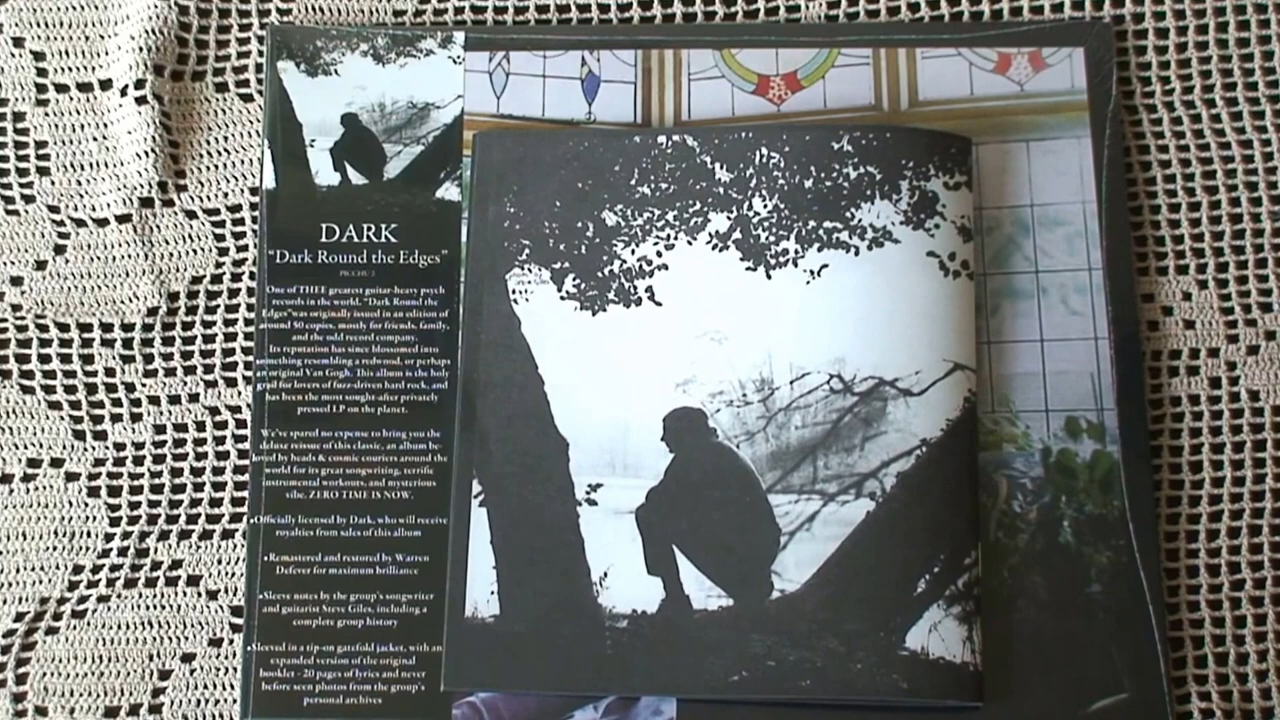 DARK
“Dark Round the Edges”
PICCHU 2
One of THEE greatest guitar-heavy psych
records in the world, “Dark Round the
Edges”was originally issued in an edition of
around 50 copies, mostly for friends, family,
and the odd record company.
Its reputation has since blossomed into
something resembling a redwood, or perhaps
an original Van Gogh. This album is the holy
grail for lovers of fuzz-driven hard rock, and
has been the most sought-after privately
pressed LP on the planet.
We've spared no expense to bring you the
deluxe reissue of this classic, an album be-
loved by heads & cosmic couriers around the
world for its great songwriting, terrific
instrumental workouts, and mysterious
vibe. ZERO TIME IS NOW.
•Officially licensed by Dark, who will receive
royalties from sales of this album
•Remastered and restored by Warren
Defever for maximum brilliance
•Sleeve notes by the group's songwriter
and guitarist Steve Giles, including a
complete group history
•Sleeved in a tip-on gatefold jacket, with an
expanded version of the original
booklet - 20 pages of lyrics and never
before seen photos from the group's
personal archives